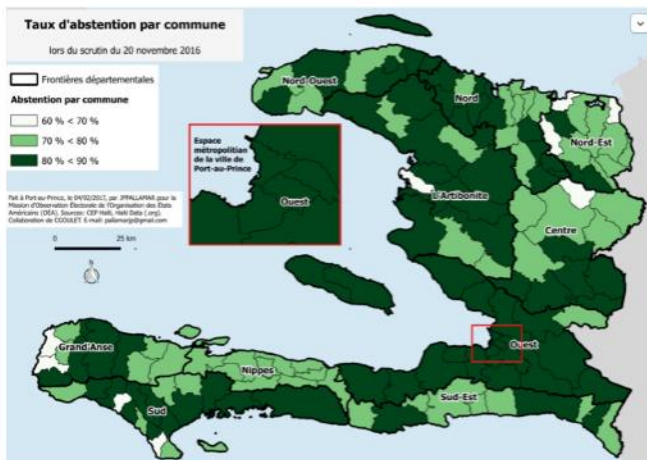 Taux d'abstention par commune
lors du scrutin du 20 novembre 2016
Frontières départementales
Abstention par commune
60 % < 70 %
70 % < 80 %
80 % < 90 %
Fait à Port-au-Prince, le 04/02/2017, par JPPALLAMAR pour la
Mission d'Observation Électorale de l'Organisation des États
Américains (OEA). Sources: CEP Haïti, Haiti Data (.org).
Collaboration de CGOULET. E-mail: pallamarjp@gmail.com
0
25 km
N
Espace
métropolitian
de la ville de
Port-au-Prince
Ouest
Nord-Ouest
Nord
Nord-Est
L'Artibonite
Centre
Ouest
Grand'Anse
Nippes
Sud
Sud-Est